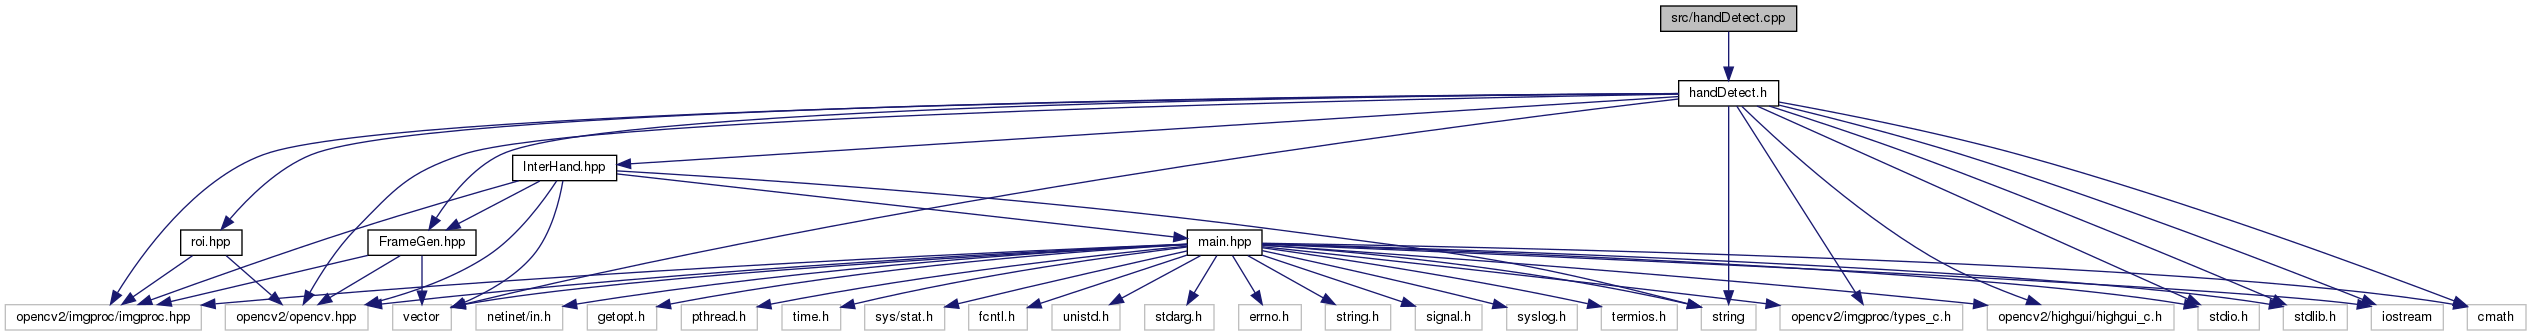 src/handDetect.cpp
handDetect.h
InterHand.hpp
roi.hpp
FrameGen.hpp
main.hpp
opencv2/imgproc/imgproc.hpp
opencv2/opencv.hpp
vector
netinet/in.h
getopt.h
pthread.h
time.h
sys/stat.h
fcntl.h
unistd.h
stdarg.h
errno.h
string.h
signal.h
syslog.h
termios.h
string
opencv2/imgproc/types_c.h
opencv2/highgui/highgui_c.h
stdio.h
stdlib.h
iostream
cmath